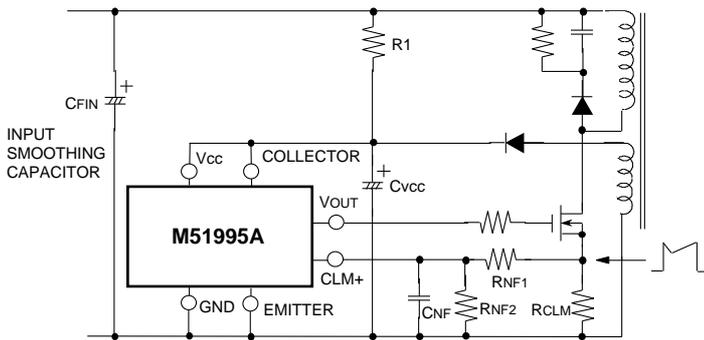 R1
+
CFIN
INPUT
SMOOTHING
CAPACITOR
Vcc
COLLECTOR
+
CVCC
VOUT
M51995A
CLM+
RNF1
GND
EMITTER
CNF
RNF2
RCLM